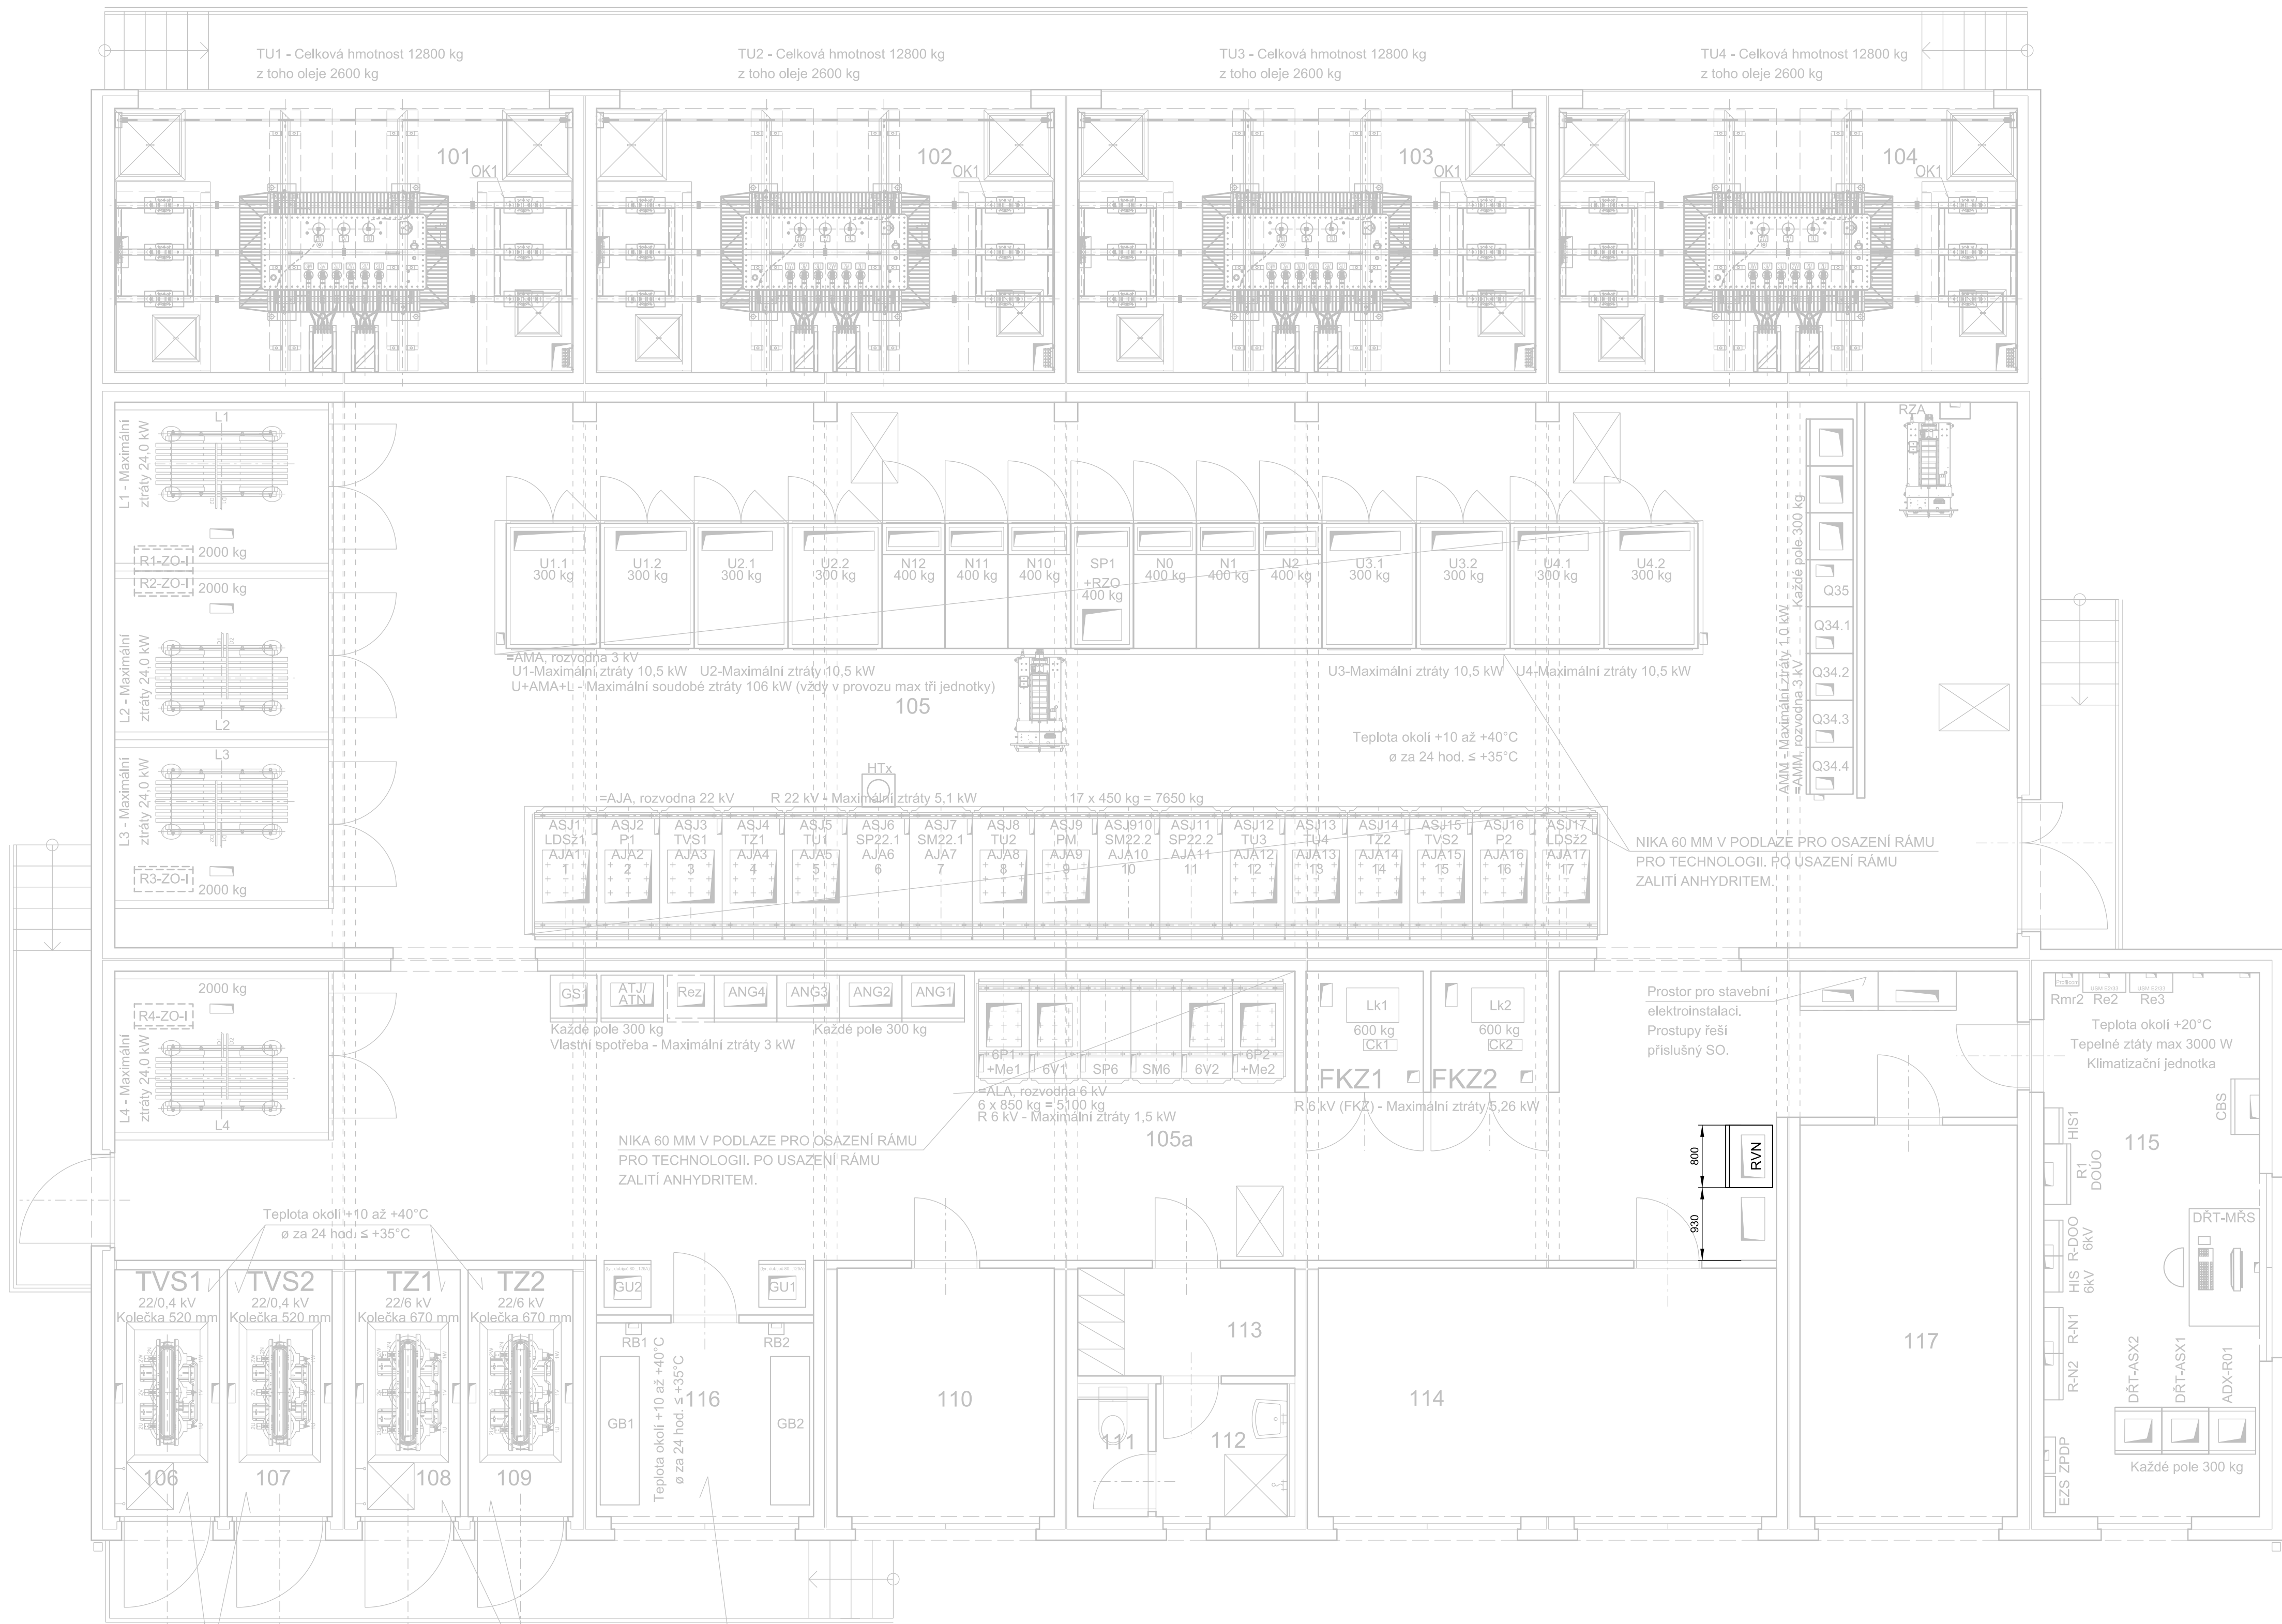 TU1 - Celková hmotnost 12800 kg
z toho oleje 2600 kg
TU2 - Celková hmotnost 12800 kg
z toho oleje 2600 kg
TU3 - Celková hmotnost 12800 kg
z toho oleje 2600 kg
TU4 - Celková hmotnost 12800 kg
z toho oleje 2600 kg
101
OK1
102
OK1
103
OK1
104
OK1
L1
L1 - Maximální
ztráty 24,0 kW
R1-ZO-I
2000 kg
R2-ZO-I
2000 kg
L2 - Maximální
ztráty 24,0 kW
L2
L3
L3 - Maximální
ztráty 24,0 kW
R3-ZO-I
2000 kg
U1.1
300 kg
U1.2
300 kg
U2.1
300 kg
U2.2
300 kg
N12
400 kg
N11
400 kg
N10
400 kg
SP1
+RZO
400 kg
N0
400 kg
N1
400 kg
N2
400 kg
U3.1
300 kg
U3.2
300 kg
U4.1
300 kg
U4.2
300 kg
=AMA, rozvodna 3 kV
U1-Maximální ztráty 10,5 kW
U2-Maximální ztráty 10,5 kW
U+AMA+L - Maximální soudobé ztráty 106 kW (vždy v provozu max tři jednotky)
U3-Maximální ztráty 10,5 kW
U4-Maximální ztráty 10,5 kW
105
Teplota okolí +10 až +40°C
ø za 24 hod. ≤ +35°C
RZA
Každé pole 300 kg
AMM - Maximální ztráty 1,0 kW
=AMM, rozvodna 3 kV
Q35
Q34.1
Q34.2
Q34.3
Q34.4
HTx
=AJA, rozvodna 22 kV
R 22 kV - Maximální ztráty 5,1 kW
17 x 450 kg = 7650 kg
ASJ1
LDSž1
AJA1
1
ASJ2
P1
AJA2
2
ASJ3
TVS1
AJA3
3
ASJ4
TZ1
AJA4
4
ASJ5
TU1
AJA5
5
ASJ6
SP22.1
AJA6
6
ASJ7
SM22.1
AJA7
7
ASJ8
TU2
AJA8
8
ASJ9
PM
AJA9
9
ASJ910
SM22.2
AJA10
10
ASJ11
SP22.2
AJA11
11
ASJ12
TU3
AJA12
12
ASJ13
TU4
AJA13
13
ASJ14
TZ2
AJA14
14
ASJ15
TVS2
AJA15
15
ASJ16
P2
AJA16
16
ASJ17
LDSž2
AJA17
17
NIKA 60 MM V PODLAZE PRO OSAZENÍ RÁMU
PRO TECHNOLOGII. PO USAZENÍ RÁMU
ZALITÍ ANHYDRITEM.
2000 kg
R4-ZO-I
L4 - Maximální
ztráty 24,0 kW
L4
GS1
ATJ/
ATN
Rez.
ANG4
ANG3
ANG2
ANG1
Každé pole 300 kg
Každé pole 300 kg
Vlastní spotřeba - Maximální ztráty 3 kW
6P1
+Me1
6V1
SP6
SM6
6V2
6P2
+Me2
=ALA, rozvodna 6 kV
6 x 850 kg = 5100 kg
R 6 kV - Maximální ztráty 1,5 kW
Lk1
600 kg
Ck1
FKZ1
Lk2
600 kg
Ck2
FKZ2
R 6 kV (FKZ) - Maximální ztráty 5,26 kW
105a
NIKA 60 MM V PODLAZE PRO OSAZENÍ RÁMU
PRO TECHNOLOGII. PO USAZENÍ RÁMU
ZALITÍ ANHYDRITEM.
Prostor pro stavební
elektroinstalaci.
Prostupy řeší
příslušný SO.
800
930
RVN
Rmr2
Re2
Re3
Teplota okolí +20°C
Tepelné ztáty max 3000 W
Klimatizační jednotka
CBS
115
HIS1
R1
DOÚO
R-DOO
6kV
HIS
6kV
R-N1
R-N2
DŘT-MŘS
DŘT-ASX2
DŘT-ASX1
ADX-R01
ZPDP
EZS
Každé pole 300 kg
Teplota okolí +10 až +40°C
ø za 24 hod. ≤ +35°C
TVS1
22/0,4 kV
Kolečka 520 mm
106
TVS2
22/0,4 kV
Kolečka 520 mm
107
TZ1
22/6 kV
Kolečka 670 mm
108
TZ2
22/6 kV
Kolečka 670 mm
109
GU2
GU1
RB1
RB2
GB1
GB2
Teplota okolí +10 až +40°C
ø za 24 hod. ≤ +35°C
116
110
111
112
113
114
117